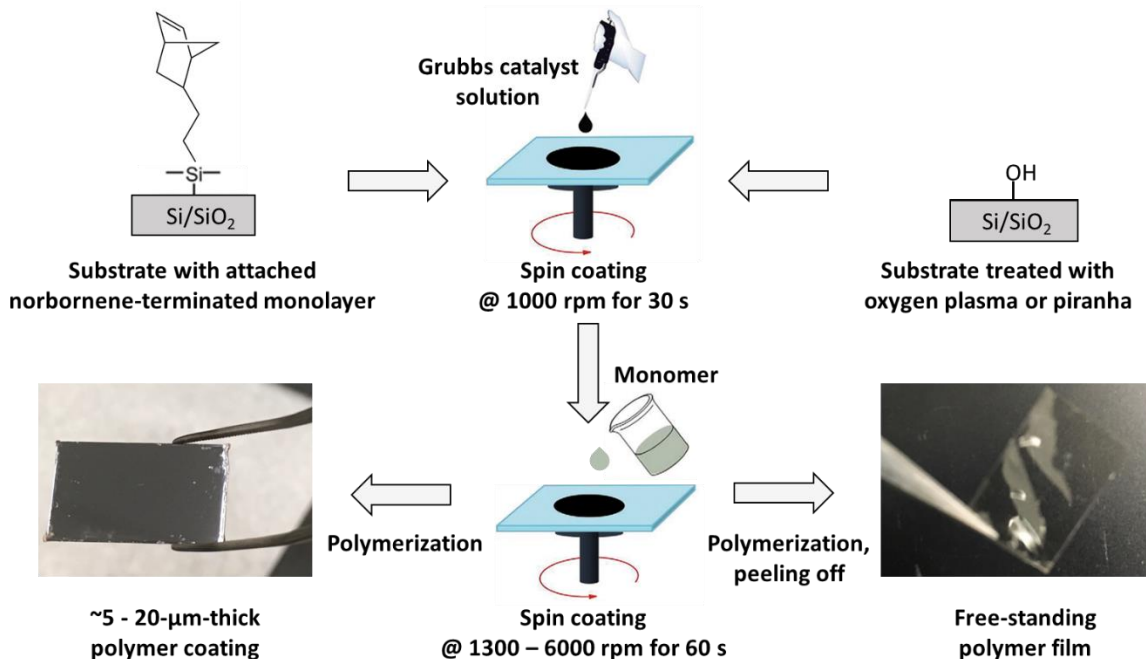 Grubbs catalyst
solution
Si
Si/SiO₂
Substrate with attached
norbornene-terminated monolayer
Spin coating
@ 1000 rpm for 30 s
OH
Si/SiO₂
Substrate treated with
oxygen plasma or piranha
Monomer
Polymerization
Polymerization,
peeling off
~5 - 20-μm-thick
polymer coating
Spin coating
@ 1300 – 6000 rpm for 60 s
Free-standing
polymer film